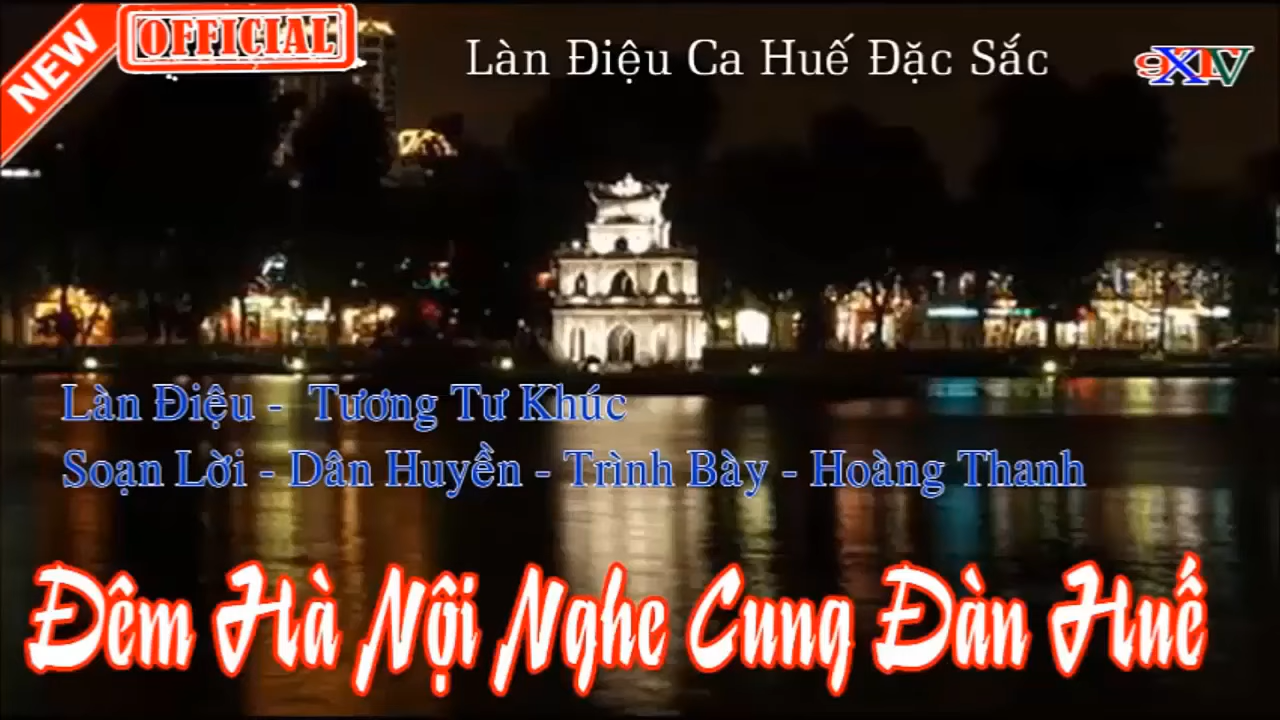 NEW
OFFICIAL
Làn Điệu Ca Huế Đặc Sắc
Làn Điệu - Tương Tư Khúc
Soạn Lời - Dân Huyền - Trình Bày - Hoàng Thanh
Đêm Hà Nội Nghe Cung Đàn Huế